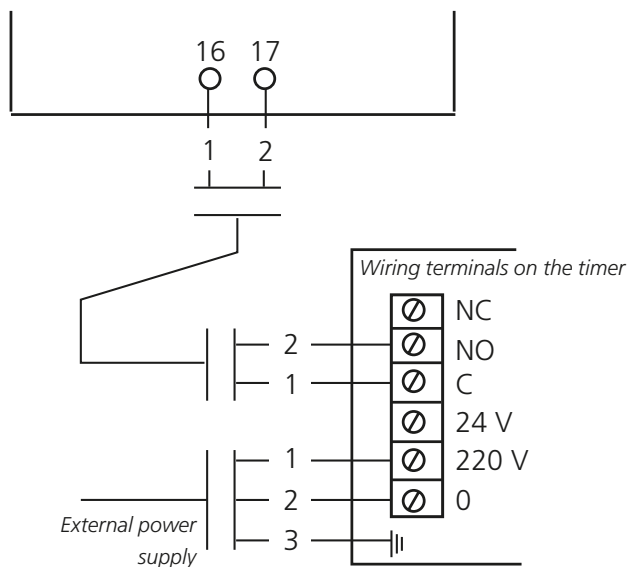 16 17
1 2
Wiring terminals on the timer
NC
2 NO
1 C
24 V
1 220 V
2 0
External power
supply
3